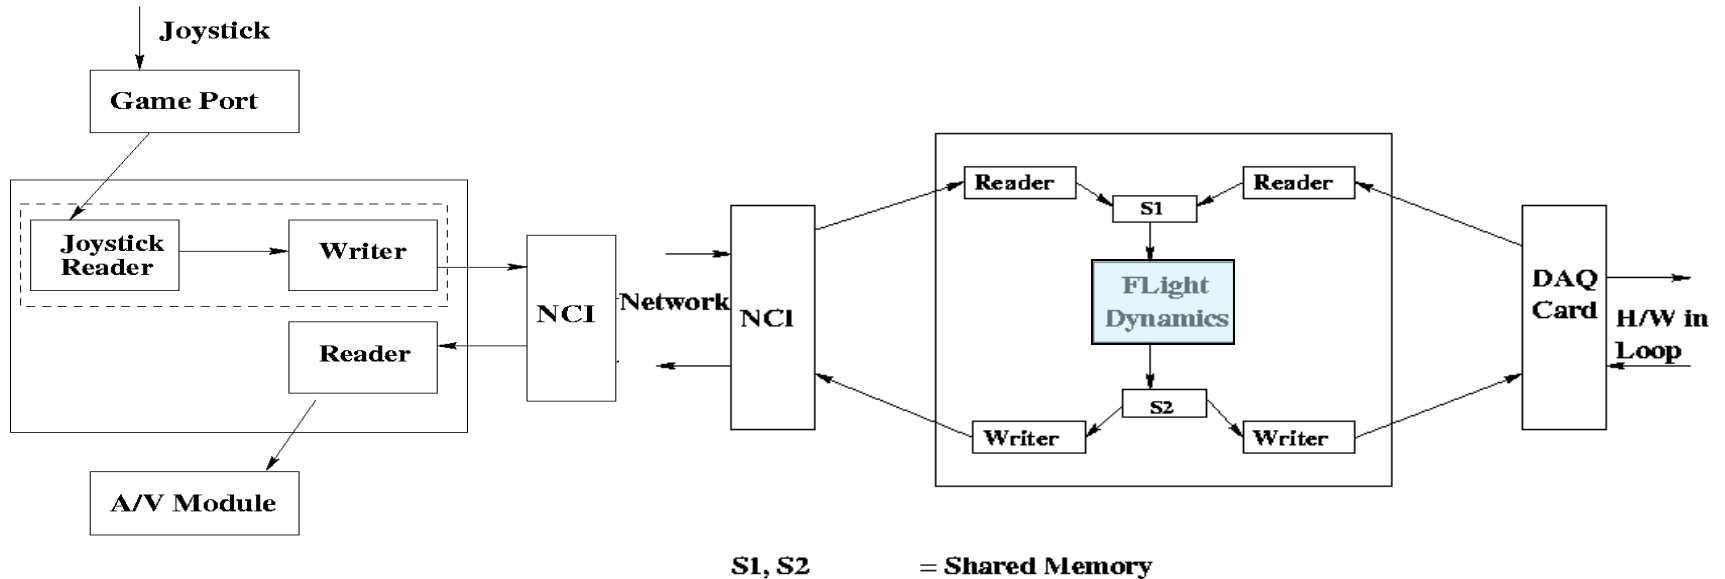 Joystick
Game Port
Joystick
Reader
Writer
Reader
A/V Module
NCI
Network
NCI
Reader
Reader
S1
FLight
Dynamics
S2
Writer
Writer
DAQ
Card
H/W in
Loop
S1, S2 = Shared Memory